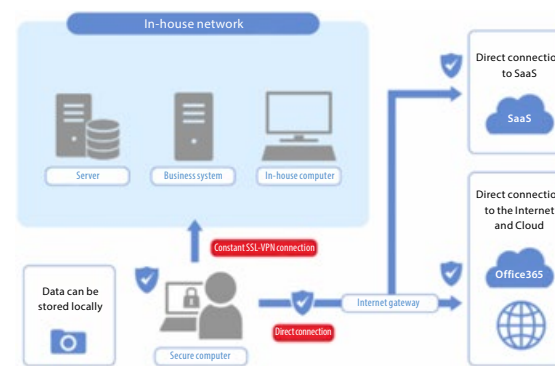 In-house network
Server
Business system
In-house computer
Direct connectio
to SaaS
SaaS
Constant SSL-VPN connection
Direct connectio
to the Internet
and Cloud
Office365
Data can be
stored locally
Internet gateway
Direct connection
Secure computer